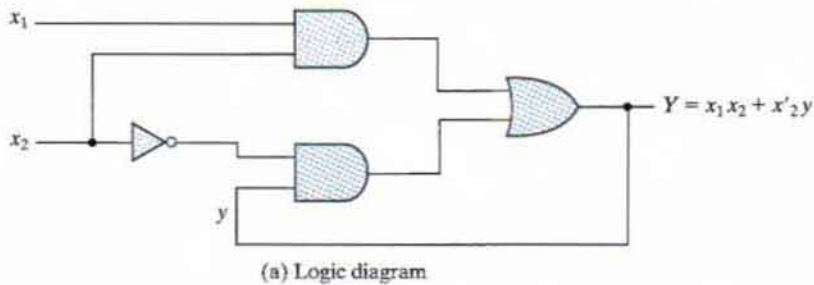 x₁
x₂
Y = x₁x₂ + x'₂y
y
(a) Logic diagram